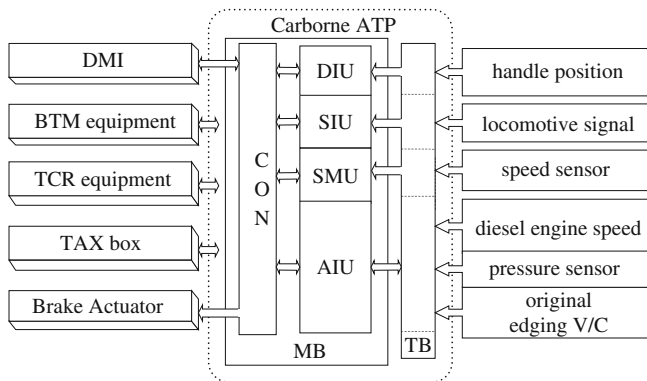 Carborne ATP
DMI
BTM equipment
TCR equipment
TAX box
Brake Actuator
C
O
N
DIU
SIU
SMU
AIU
MB
TB
handle position
locomotive signal
speed sensor
diesel engine speed
pressure sensor
original
edging V/C